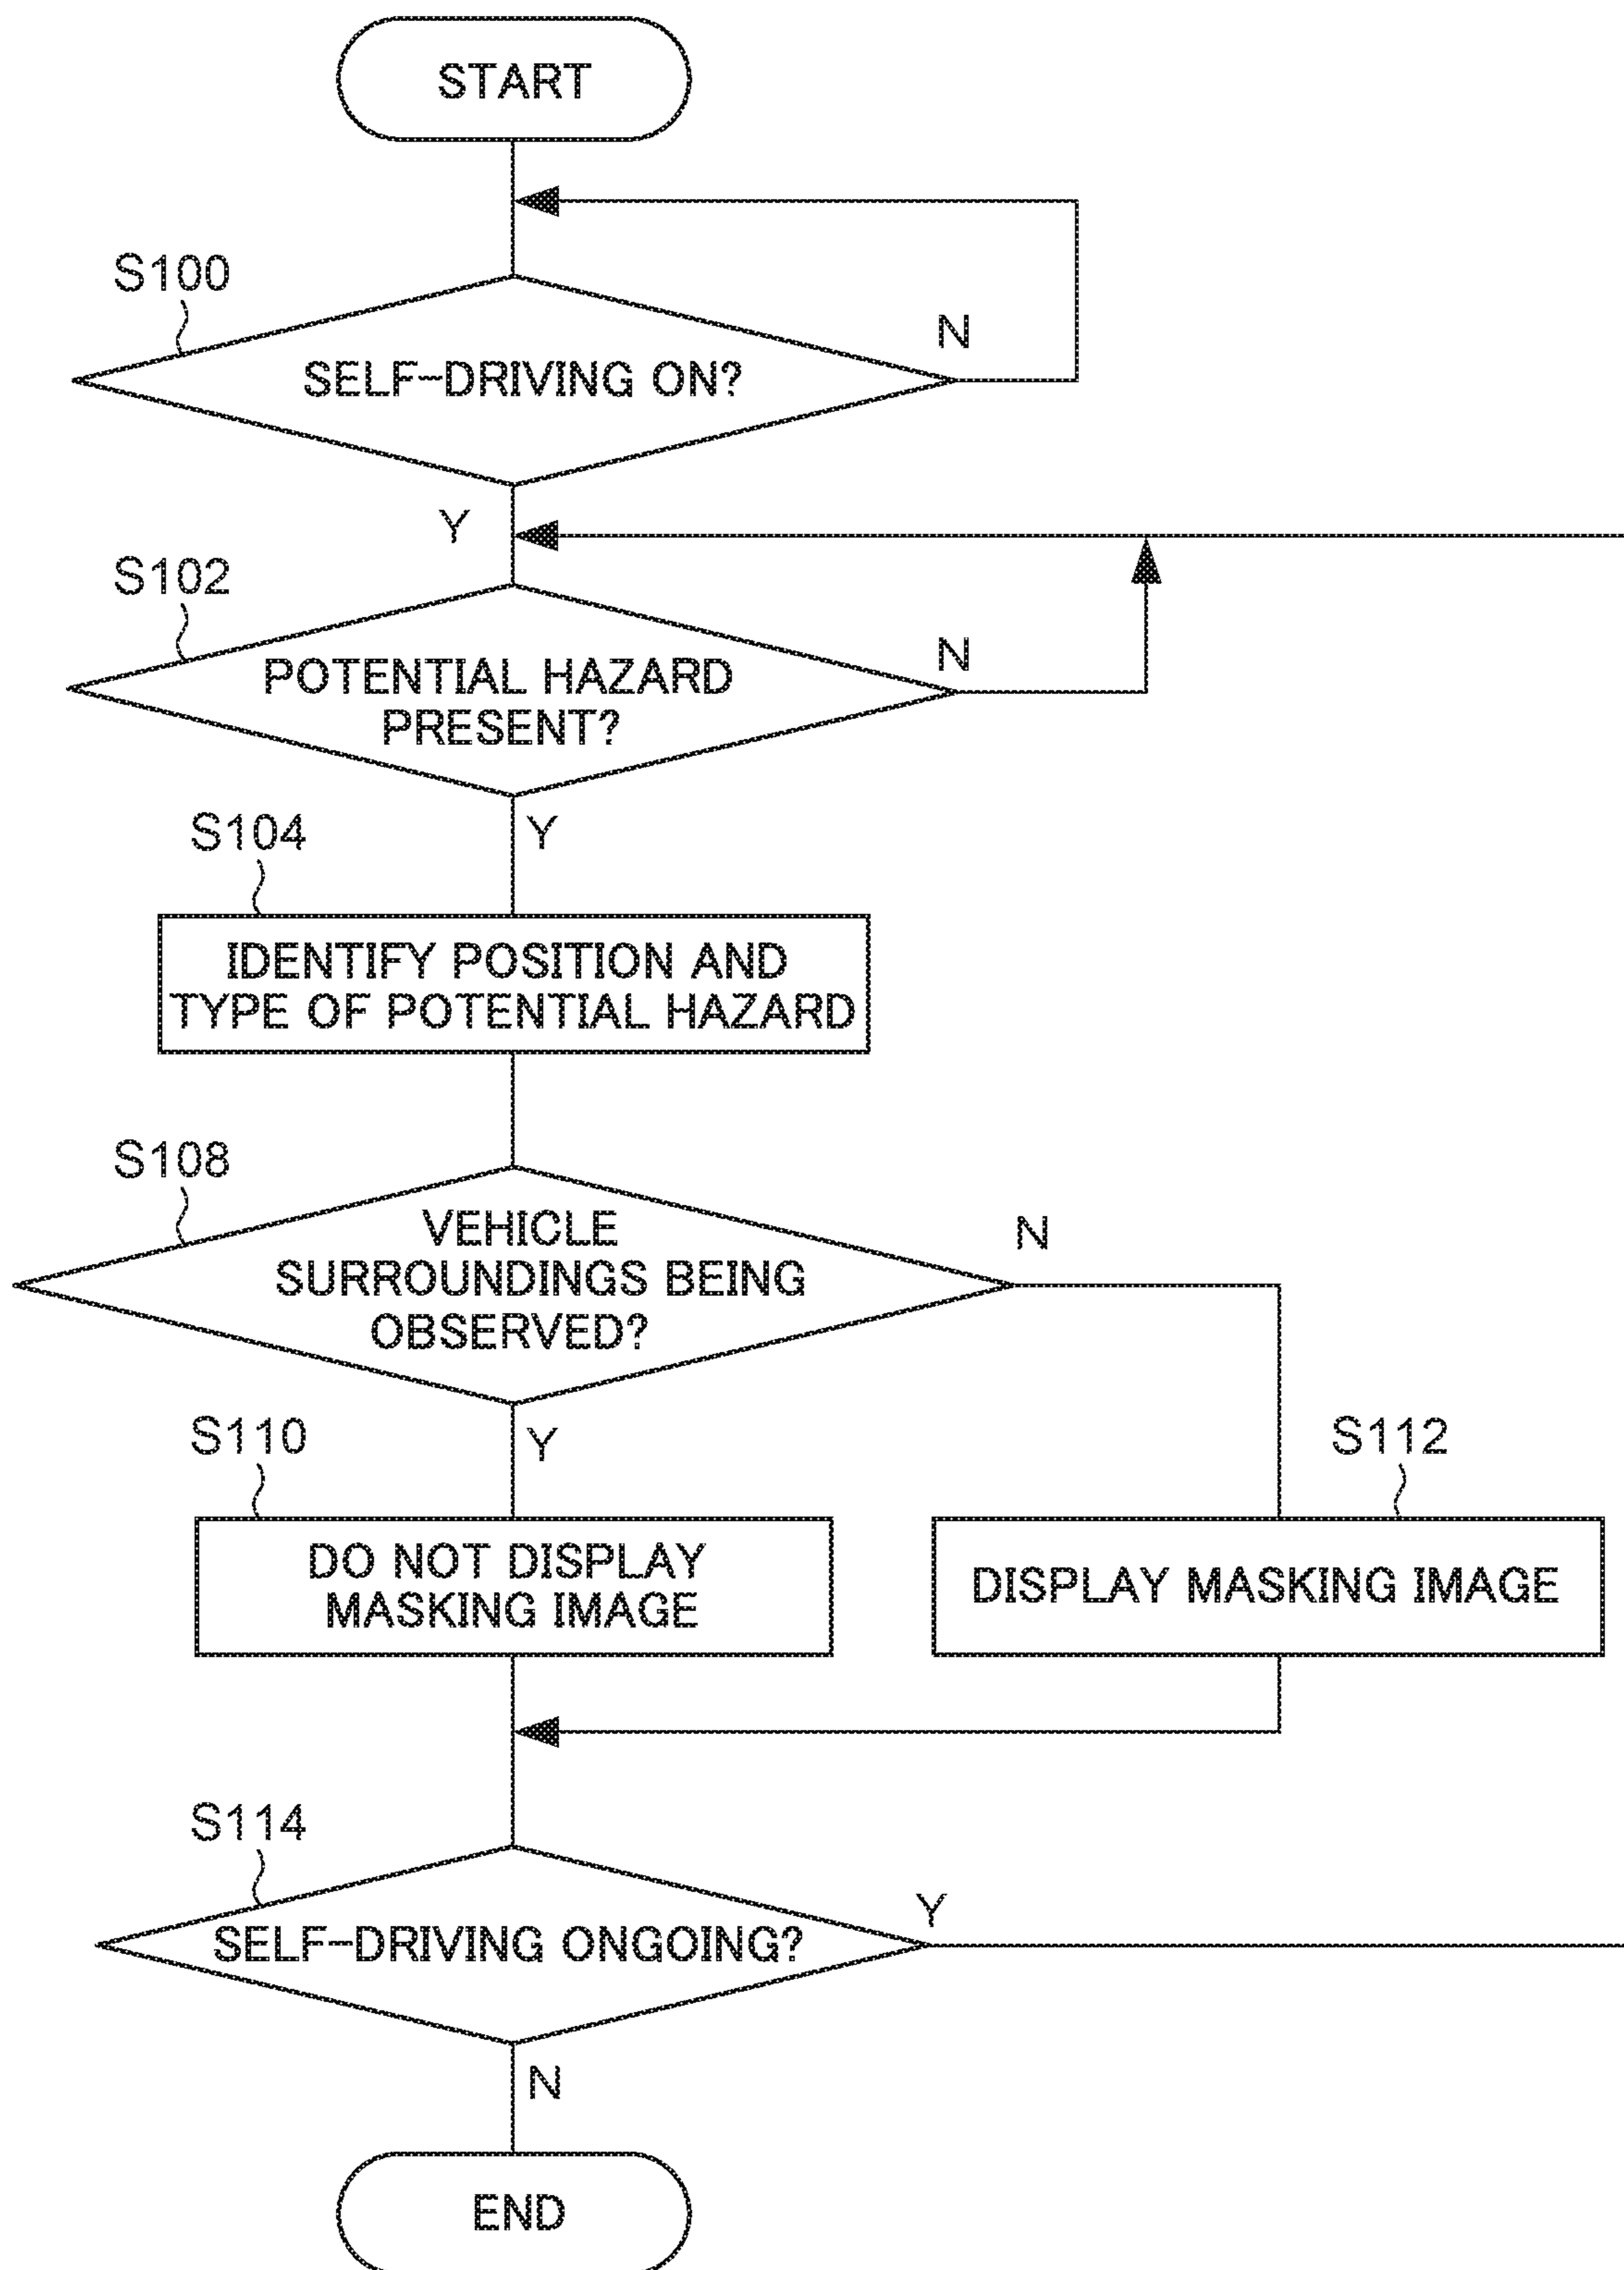 START
S100
SELF-DRIVING ON?
N
Y
S102
POTENTIAL HAZARD
PRESENT?
N
Y
S104
IDENTIFY POSITION AND
TYPE OF POTENTIAL HAZARD
S108
VEHICLE
SURROUNDINGS BEING
OBSERVED?
N
Y
S110
DO NOT DISPLAY
MASKING IMAGE
S112
DISPLAY MASKING IMAGE
S114
SELF-DRIVING ONGOING?
Y
N
END